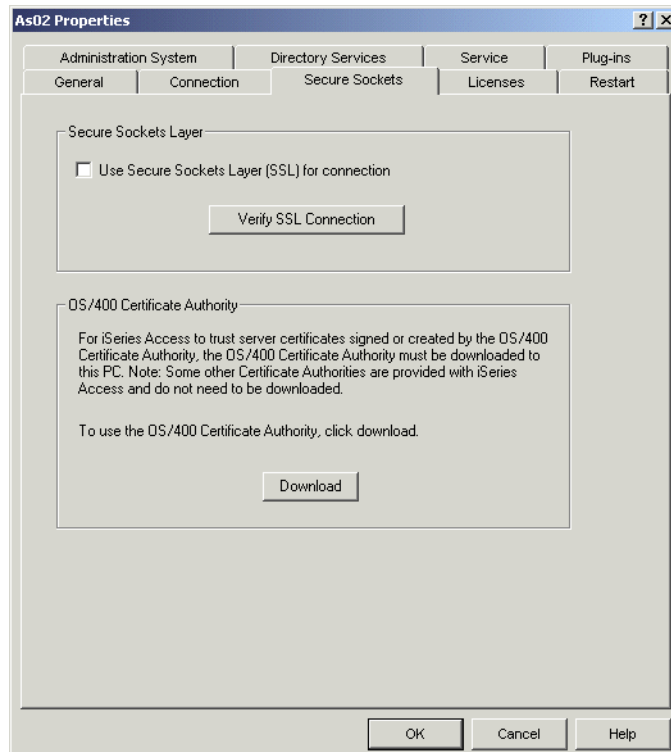 As02 Properties
Administration System
Directory Services
Service
Plug-ins
General
Connection
Secure Sockets
Licenses
Restart
Secure Sockets Layer
Use Secure Sockets Layer (SSL) for connection
Verify SSL Connection
OS/400 Certificate Authority
For iSeries Access to trust server certificates signed or created by the OS/400
Certificate Authority, the OS/400 Certificate Authority must be downloaded to
this PC. Note: Some other Certificate Authorities are provided with iSeries
Access and do not need to be downloaded.
To use the OS/400 Certificate Authority, click download.
Download
OK
Cancel
Help